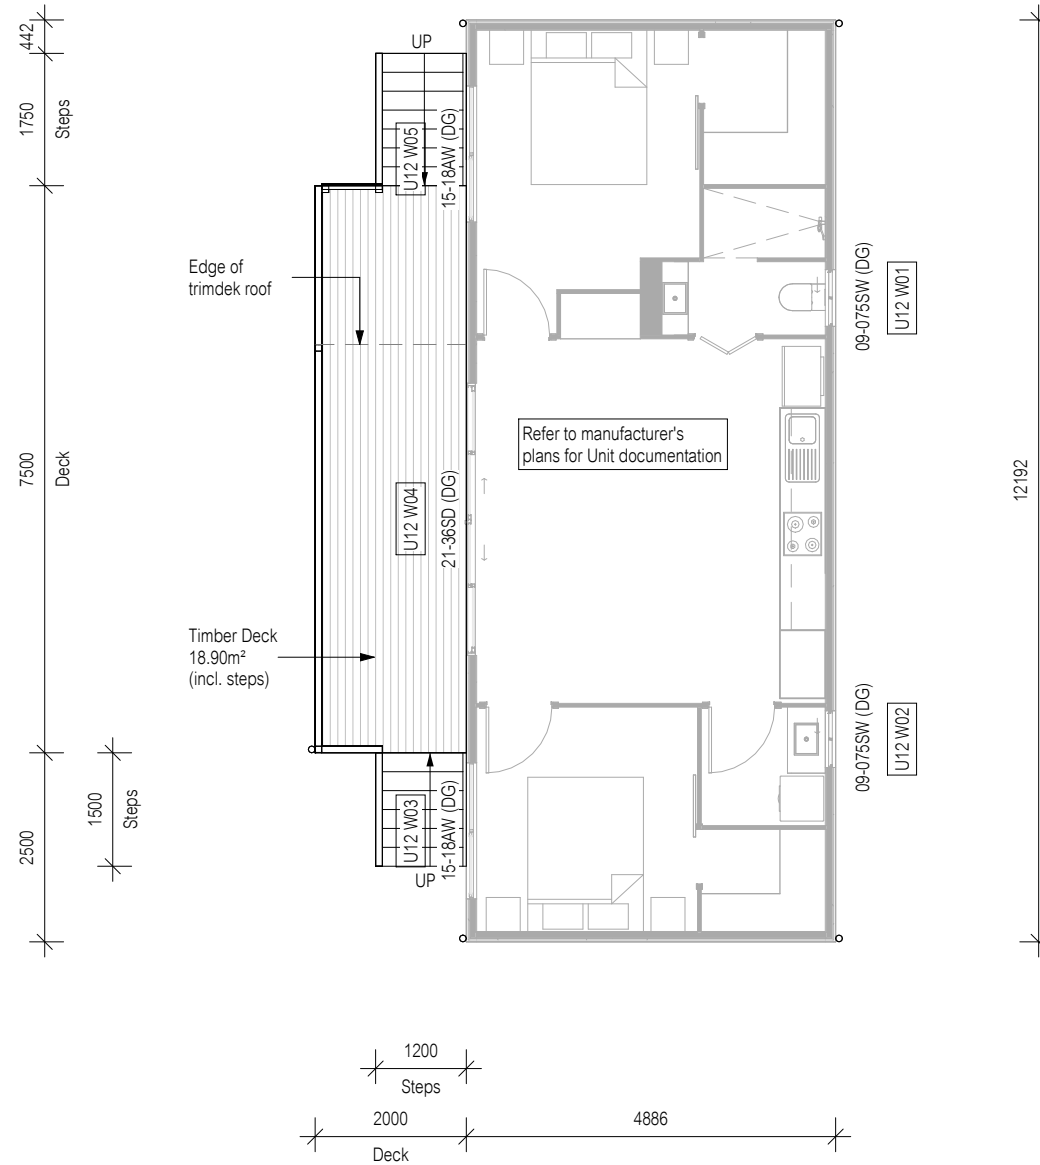 442
1750
Steps
7500
Deck
2500
1500
Steps
UP
U12 W05
15-18AW (DG)
Edge of
trimdek roof
U12 W04
21-36SD (DG)
Timber Deck
18.90m²
(incl. steps)
U12 W03
15-18AW (DG)
UP
Refer to manufacturer's
plans for Unit documentation
09-075SW (DG)
U12 W01
09-075SW (DG)
U12 W02
12192
1200
Steps
2000
Deck
4886